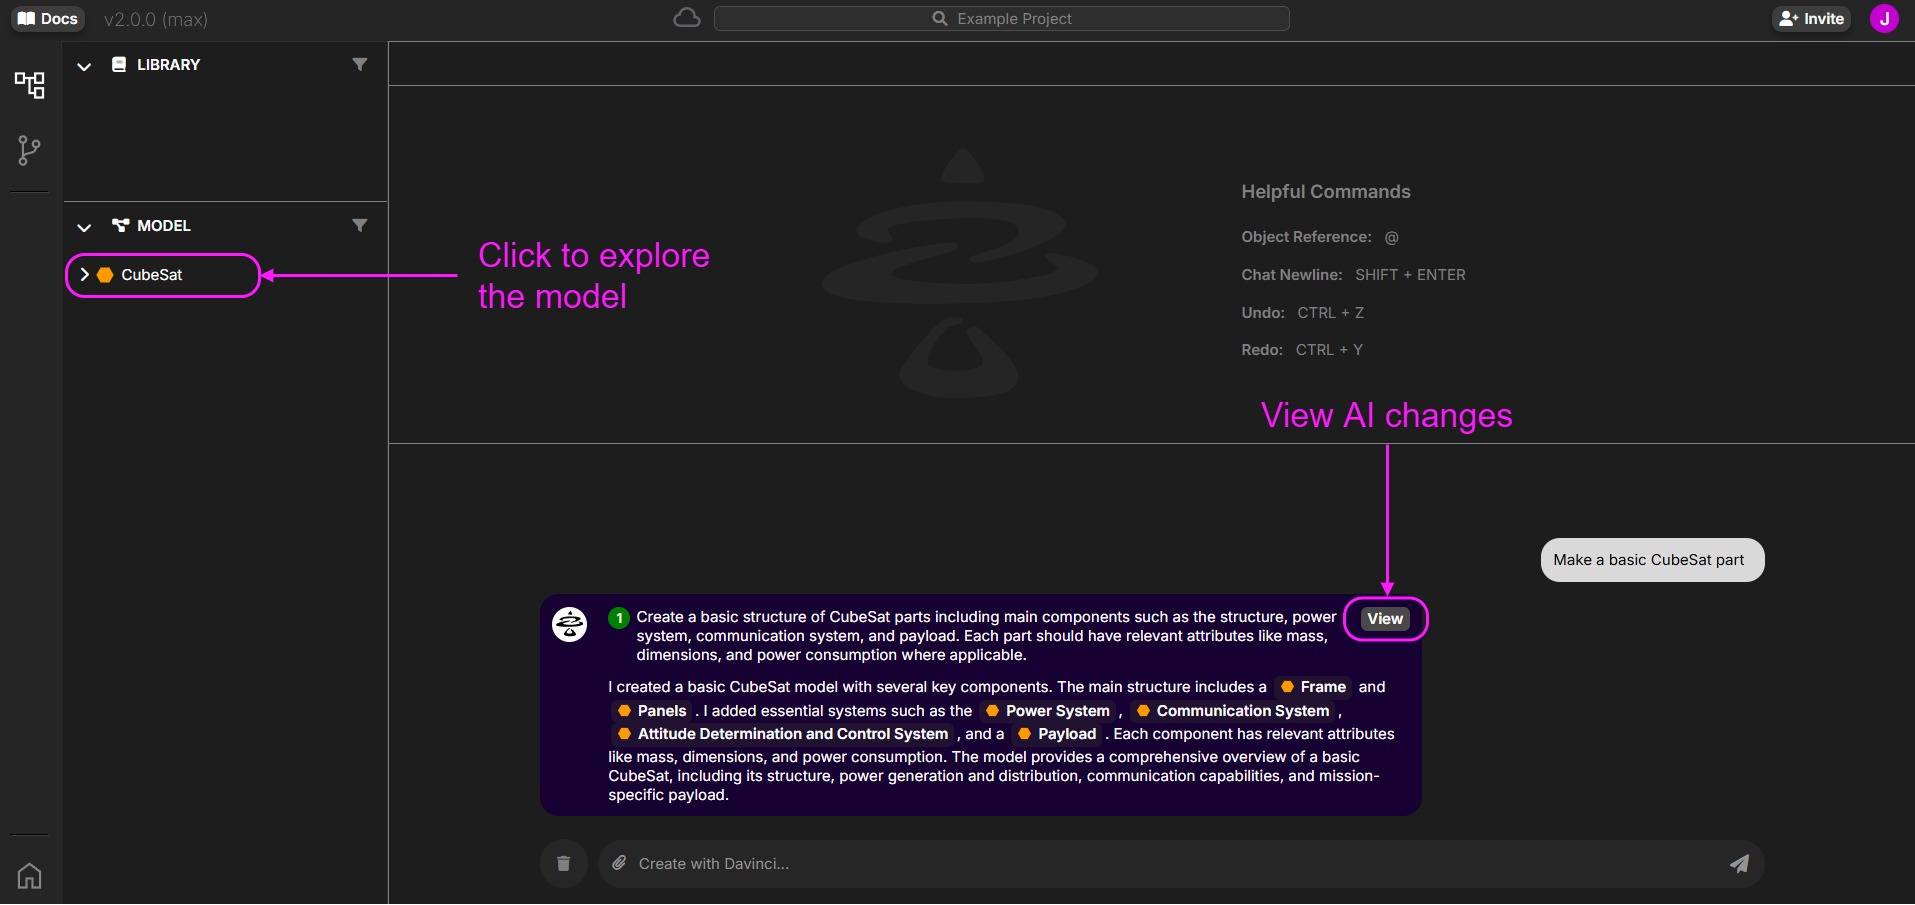 Docs v2.0.0 (max) Example Project Invite J
LIBRARY
MODEL
CubeSat
Click to explore
the model
Helpful Commands
Object Reference: @
Chat Newline: SHIFT + ENTER
Undo: CTRL + Z
Redo: CTRL + Y
View AI changes
Make a basic CubeSat part
1 Create a basic structure of CubeSat parts including main components such as the structure, power View
system, communication system, and payload. Each part should have relevant attributes like mass,
dimensions, and power consumption where applicable.
I created a basic CubeSat model with several key components. The main structure includes a Frame and
Panels . I added essential systems such as the Power System , Communication System ,
Attitude Determination and Control System , and a Payload . Each component has relevant attributes
like mass, dimensions, and power consumption. The model provides a comprehensive overview of a basic
CubeSat, including its structure, power generation and distribution, communication capabilities, and mission-
specific payload.
Create with Davinci...